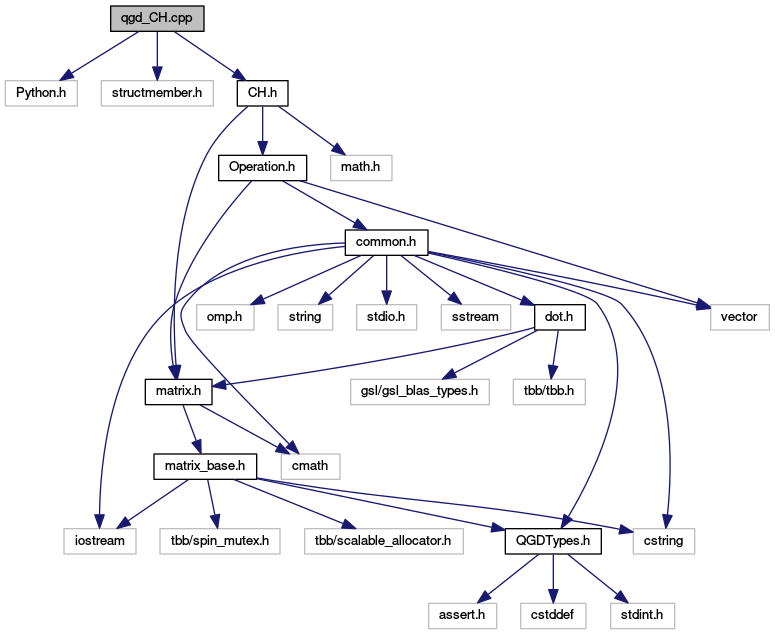 qgd_CH.cpp
Python.h
structmember.h
CH.h
Operation.h
math.h
common.h
omp.h
string
stdio.h
sstream
dot.h
vector
matrix.h
gsl/gsl_blas_types.h
tbb/tbb.h
matrix_base.h
cmath
iostream
tbb/spin_mutex.h
tbb/scalable_allocator.h
QGDTypes.h
cstring
assert.h
cstddef
stdint.h